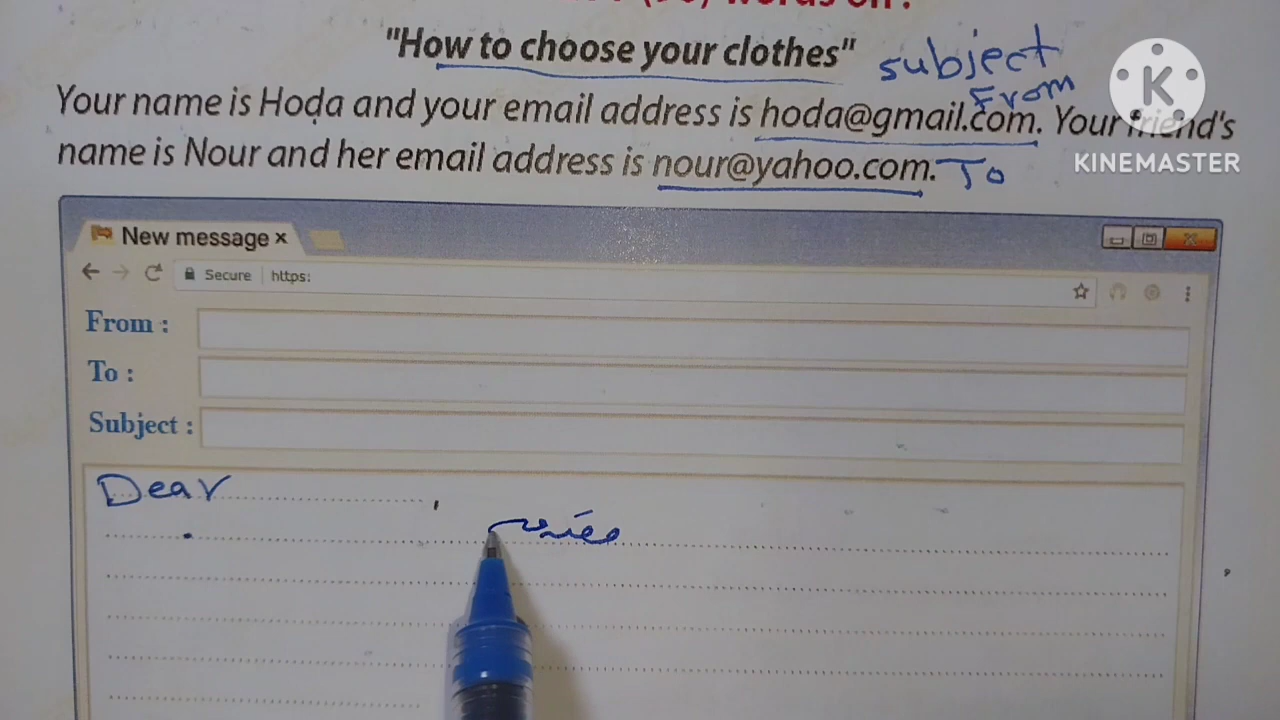 words on :
"How to choose your clothes" subject
From
Your name is Hoda and your email address is hoda@gmail.com. Your friend's
name is Nour and her email address is nour@yahoo.com. To
K
KINEMASTER
New message ×
Secure | https:
From :
To :
Subject :
Dear ,